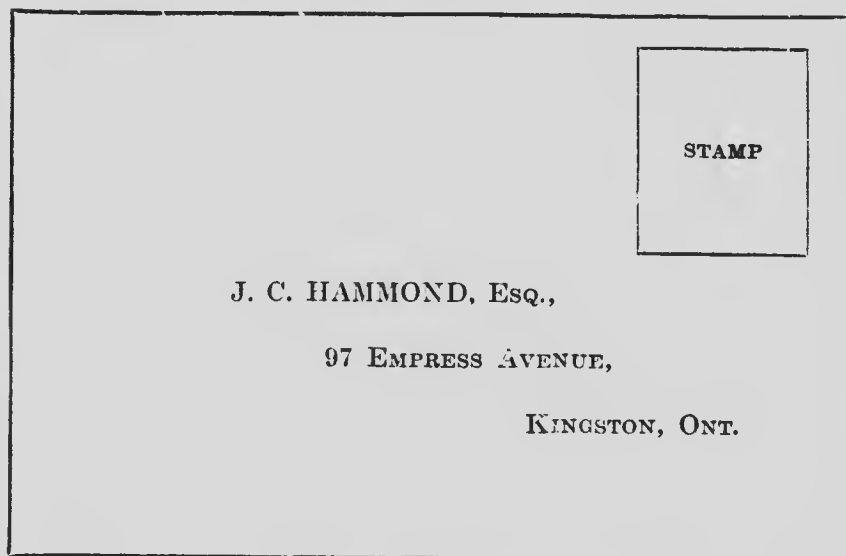 STAMP
J. C. HAMMOND, ESQ.,
97 EMPRESS AVENUE,
KINGSTON, ONT.